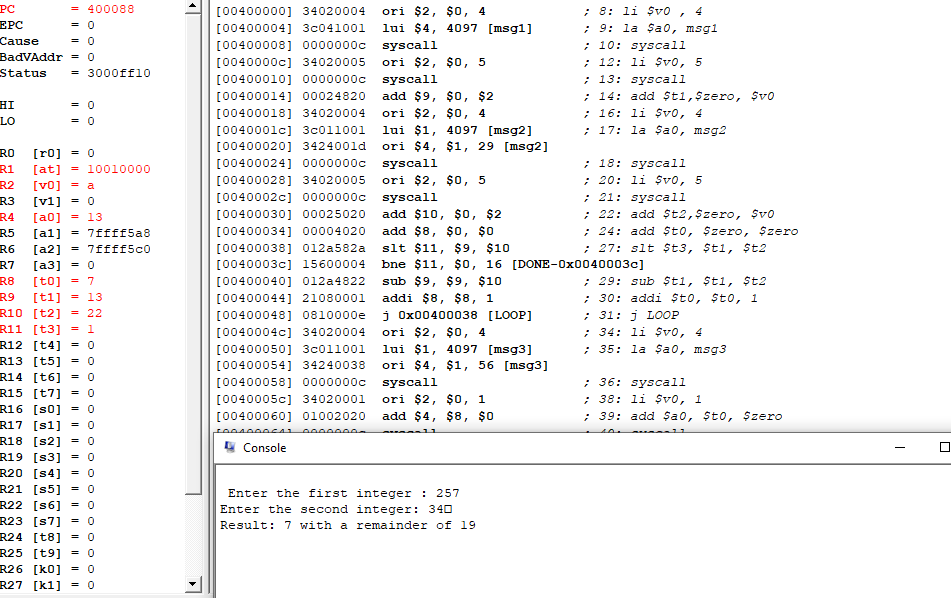 PC = 400088
EPC = 0
Cause = 0
BadVAddr = 0
Status = 3000ff10
HI = 0
LO = 0
R0 [r0] = 0
R1 [at] = 10010000
R2 [v0] = a
R3 [v1] = 0
R4 [a0] = 13
R5 [a1] = 7ffff5a8
R6 [a2] = 7ffff5c0
R7 [a3] = 0
R8 [t0] = 7
R9 [t1] = 13
R10 [t2] = 22
R11 [t3] = 1
R12 [t4] = 0
R13 [t5] = 0
R14 [t6] = 0
R15 [t7] = 0
R16 [s0] = 0
R17 [s1] = 0
R18 [s2] = 0
R19 [s3] = 0
R20 [s4] = 0
R21 [s5] = 0
R22 [s6] = 0
R23 [s7] = 0
R24 [t8] = 0
R25 [t9] = 0
R26 [k0] = 0
R27 [k1] = 0
[00400000] 34020004 ori $2, $0, 4 ; 8: li $v0 , 4
[00400004] 3c041001 lui $4, 4097 [msg1] ; 9: la $a0, msg1
[00400008] 0000000c syscall ; 10: syscall
[0040000c] 34020005 ori $2, $0, 5 ; 12: li $v0, 5
[00400010] 0000000c syscall ; 13: syscall
[00400014] 00024820 add $9, $0, $2 ; 14: add $t1,$zero, $v0
[00400018] 34020004 ori $2, $0, 4 ; 16: li $v0, 4
[0040001c] 3c011001 lui $1, 4097 [msg2] ; 17: la $a0, msg2
[00400020] 3424001d ori $4, $1, 29 [msg2]
[00400024] 0000000c syscall ; 18: syscall
[00400028] 34020005 ori $2, $0, 5 ; 20: li $v0, 5
[0040002c] 0000000c syscall ; 21: syscall
[00400030] 00025020 add $10, $0, $2 ; 22: add $t2,$zero, $v0
[00400034] 00004020 add $8, $0, $0 ; 24: add $t0, $zero, $zero
[00400038] 012a582a slt $11, $9, $10 ; 27: slt $t3, $t1, $t2
[0040003c] 15600004 bne $11, $0, 16 [DONE-0x0040003c]
[00400040] 012a4822 sub $9, $9, $10 ; 29: sub $t1, $t1, $t2
[00400044] 21080001 addi $8, $8, 1 ; 30: addi $t0, $t0, 1
[00400048] 0810000e j 0x00400038 [LOOP] ; 31: j LOOP
[0040004c] 34020004 ori $2, $0, 4 ; 34: li $v0, 4
[00400050] 3c011001 lui $1, 4097 [msg3] ; 35: la $a0, msg3
[00400054] 34240038 ori $4, $1, 56 [msg3]
[00400058] 0000000c syscall ; 36: syscall
[0040005c] 34020001 ori $2, $0, 1 ; 38: li $v0, 1
[00400060] 01002020 add $4, $8, $0 ; 39: add $a0, $t0, $zero
[00400064] 0000000c syscall ; 40: syscall
Console
Enter the first integer : 257
Enter the second integer: 34□
Result: 7 with a remainder of 19